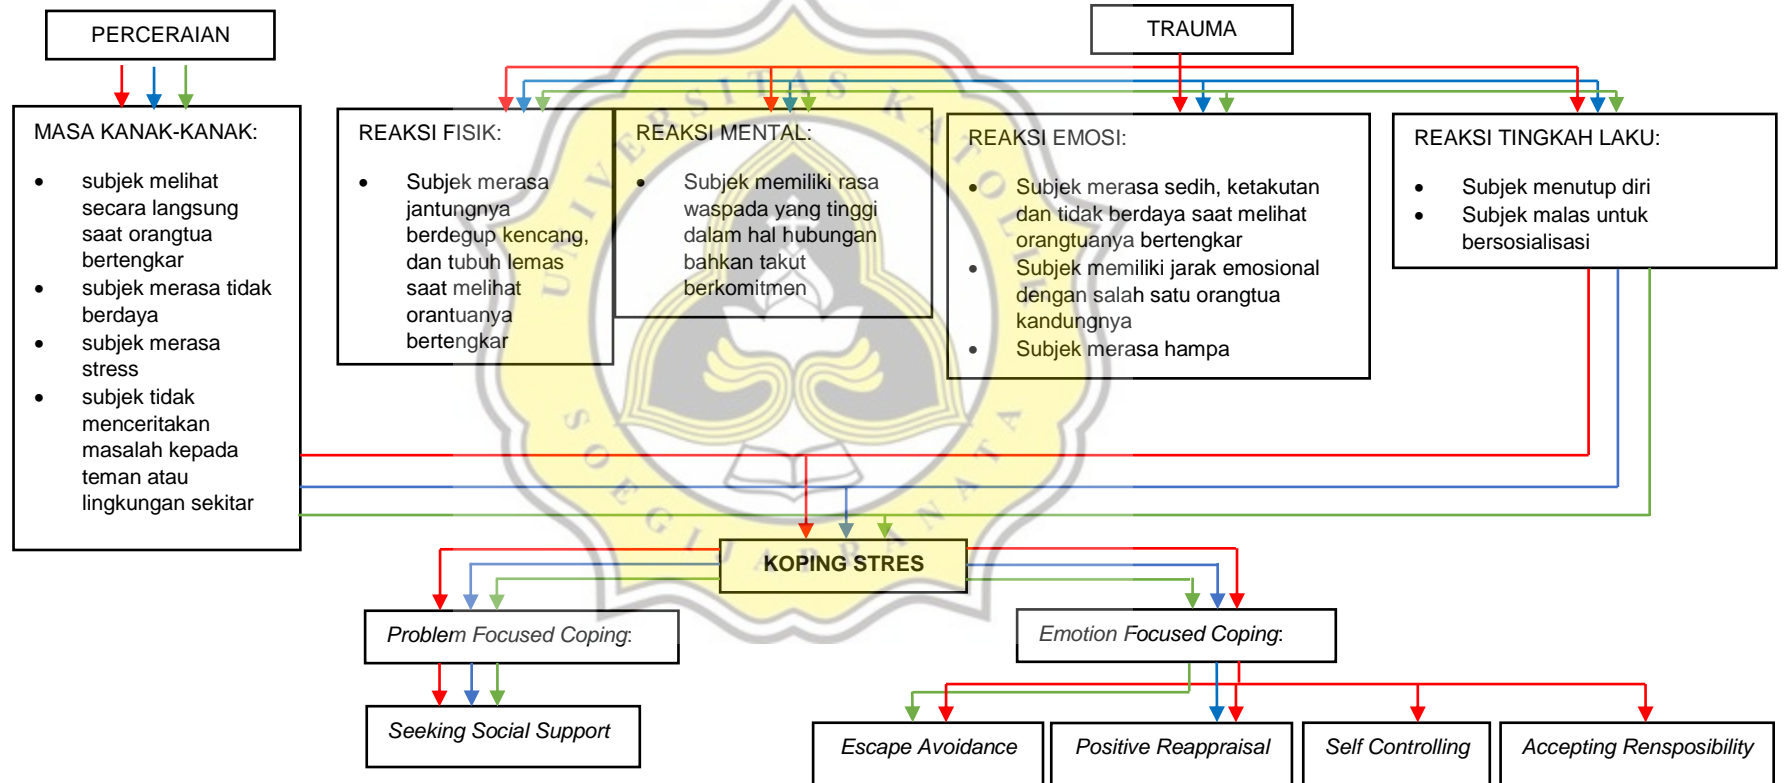 PERCERAIAN
TRAUMA
MASA KANAK-KANAK:
• subjek melihat
secara langsung
saat orangtua
bertengkar
• subjek merasa tidak
berdaya
• subjek merasa
stress
• subjek tidak
menceritakan
masalah kepada
teman atau
lingkungan sekitar
REAKSI FISIK:
• Subjek merasa
jantungnya
berdegup kencang,
dan tubuh lemas
saat melihat
orantuanya
bertengkar
REAKSI MENTAL:
• Subjek memiliki rasa
waspada yang tinggi
dalam hal hubungan
bahkan takut
berkomitmen
REAKSI EMOSI:
• Subjek merasa sedih, ketakutan
dan tidak berdaya saat melihat
orangtuanya bertengkar
• Subjek memiliki jarak emosional
dengan salah satu orangtua
kandungnya
• Subjek merasa hampa
REAKSI TINGKAH LAKU:
• Subjek menutup diri
• Subjek malas untuk
bersosialisasi
UNIVERSITAS KATOLIK
SOEGIJAPRANATA
KOPING STRES
Problem Focused Coping:
Emotion Focused Coping:
Seeking Social Support
Escape Avoidance
Positive Reappraisal
Self Controlling
Accepting Rensposibility